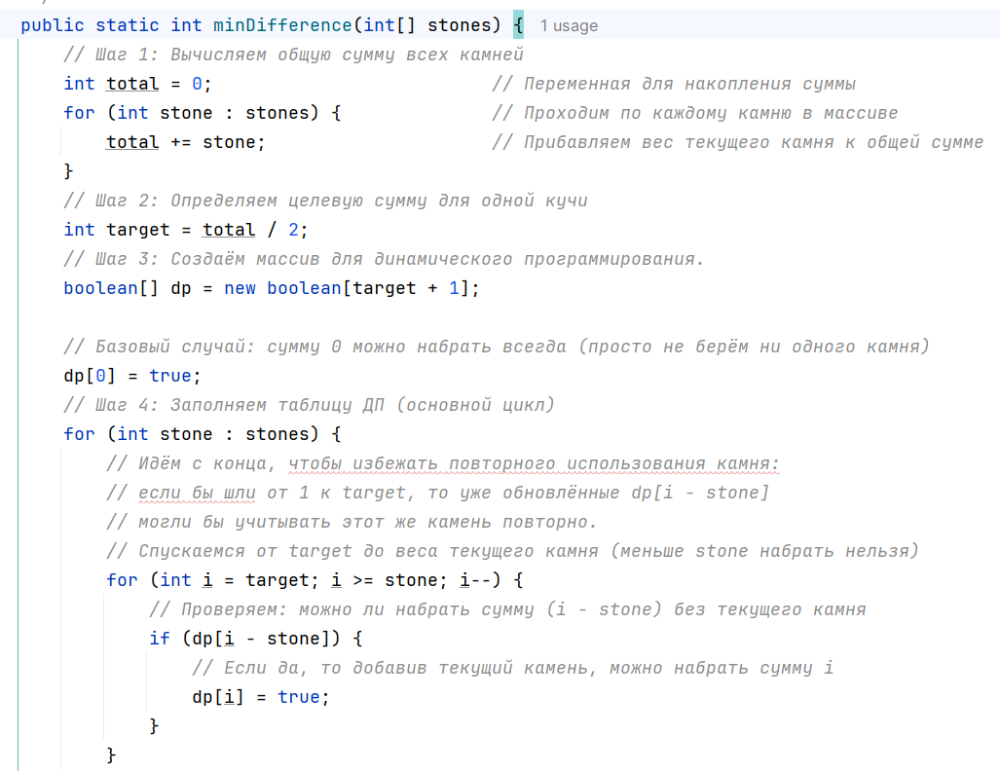 public static int minDifference(int[] stones) { 1 usage
// Шаг 1: Вычисляем общую сумму всех камней
int total = 0; // Переменная для накопления суммы
for (int stone : stones) { // Проходим по каждому камню в массиве
total += stone; // Прибавляем вес текущего камня к общей сумме
}
// Шаг 2: Определяем целевую сумму для одной кучи
int target = total / 2;
// Шаг 3: Создаём массив для динамического программирования.
boolean[] dp = new boolean[target + 1];
// Базовый случай: сумму 0 можно набрать всегда (просто не берём ни одного камня)
dp[0] = true;
// Шаг 4: Заполняем таблицу ДП (основной цикл)
for (int stone : stones) {
// Идём с конца, чтобы избежать повторного использования камня:
// если бы шли от 1 к target, то уже обновлённые dp[i - stone]
// могли бы учитывать этот же камень повторно.
// Спускаемся от target до веса текущего камня (меньше stone набрать нельзя)
for (int i = target; i >= stone; i--) {
// Проверяем: можно ли набрать сумму (i - stone) без текущего камня
if (dp[i - stone]) {
// Если да, то добавив текущий камень, можно набрать сумму i
dp[i] = true;
}
}